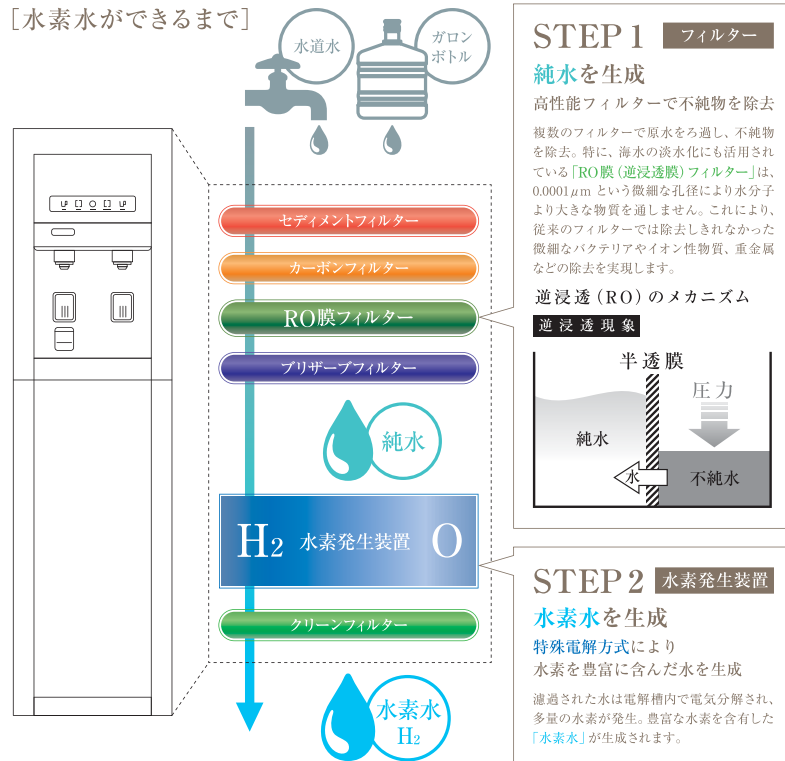 ［水素水ができるまで］
水道水
ガロン
ボトル
セディメントフィルター
カーボンフィルター
RO膜フィルター
プリザーブフィルター
純水
H2 水素発生装置 O
クリーンフィルター
水素水
H2
STEP 1 フィルター
純水を生成
高性能フィルターで不純物を除去
複数のフィルターで原水をろ過し、不純物
を除去。特に、海水の淡水化にも活用され
ている「RO膜（逆浸透膜）フィルター」は、
0.0001μm という微細な孔径により水分子
より大きな物質を通しません。これにより、
従来のフィルターでは除去しきれなかった
微細なバクテリアやイオン性物質、重金属
などの除去を実現します。
逆浸透（RO）のメカニズム
逆浸透現象
半透膜
圧力
純水
水
不純水
STEP 2 水素発生装置
水素水を生成
特殊電解方式により
水素を豊富に含んだ水を生成
濾過された水は電解槽内で電気分解され、
多量の水素が発生。豊富な水素を含有した
「水素水」が生成されます。